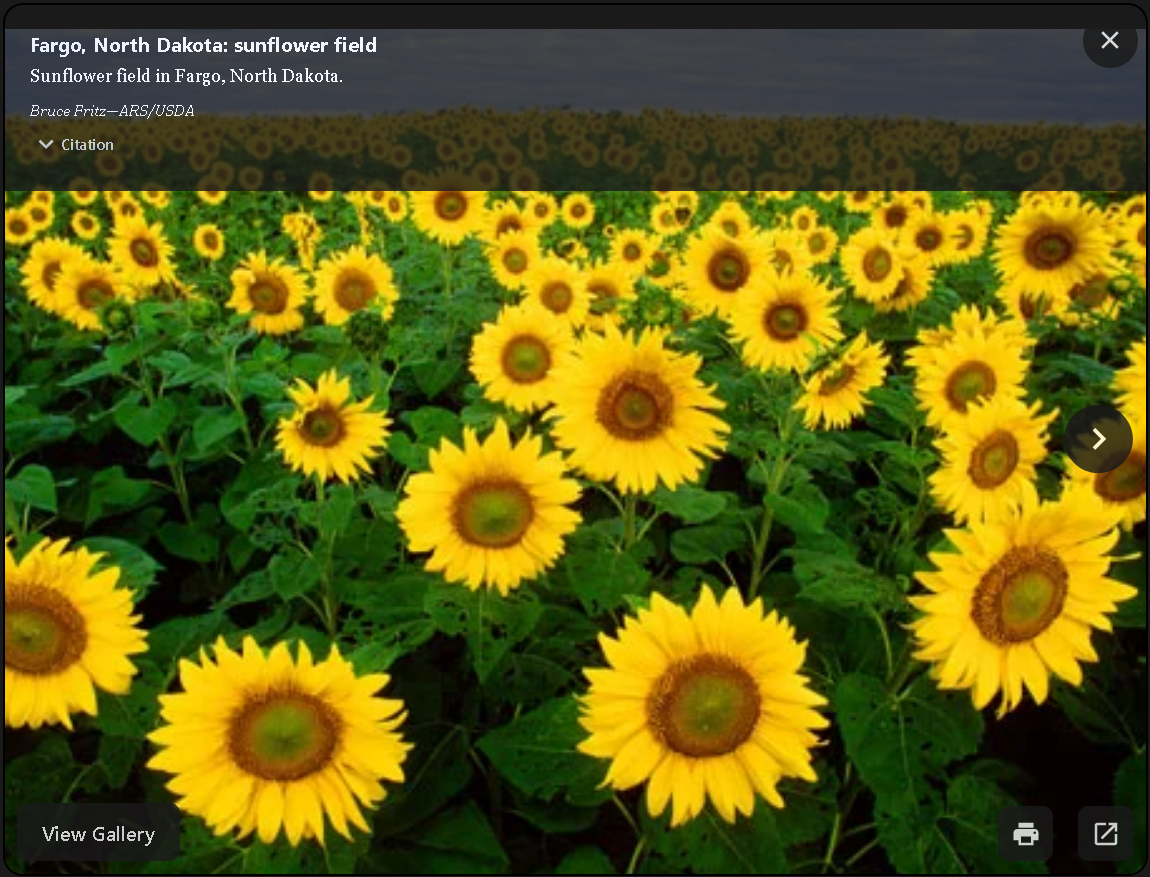 Fargo, North Dakota: sunflower field
Sunflower field in Fargo, North Dakota.
Bruce Fritz—ARS/USDA
Citation
View Gallery